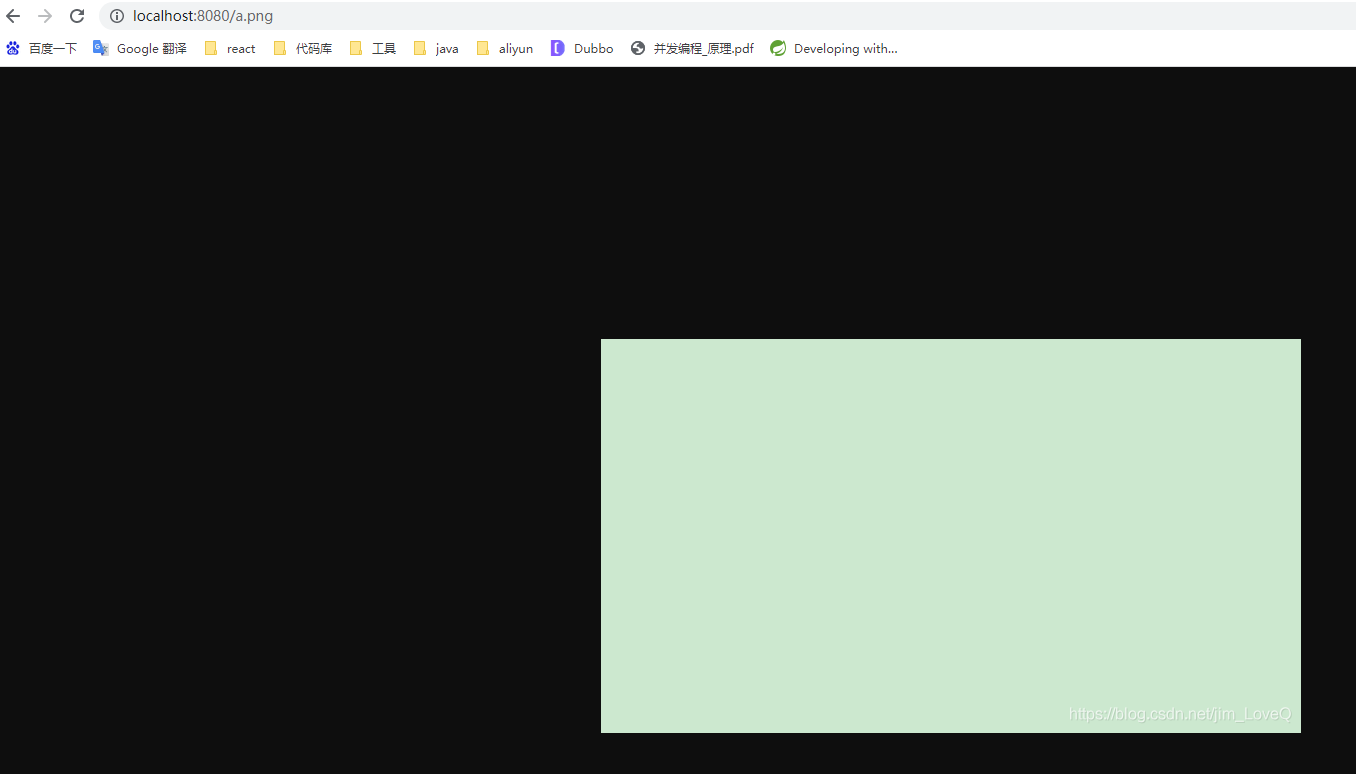 localhost:8080/a.png
百度一下 Google 翻译 react 代码库 工具 java aliyun Dubbo 并发编程_原理.pdf Developing with...
https://blog.csdn.net/jim_LoveQ